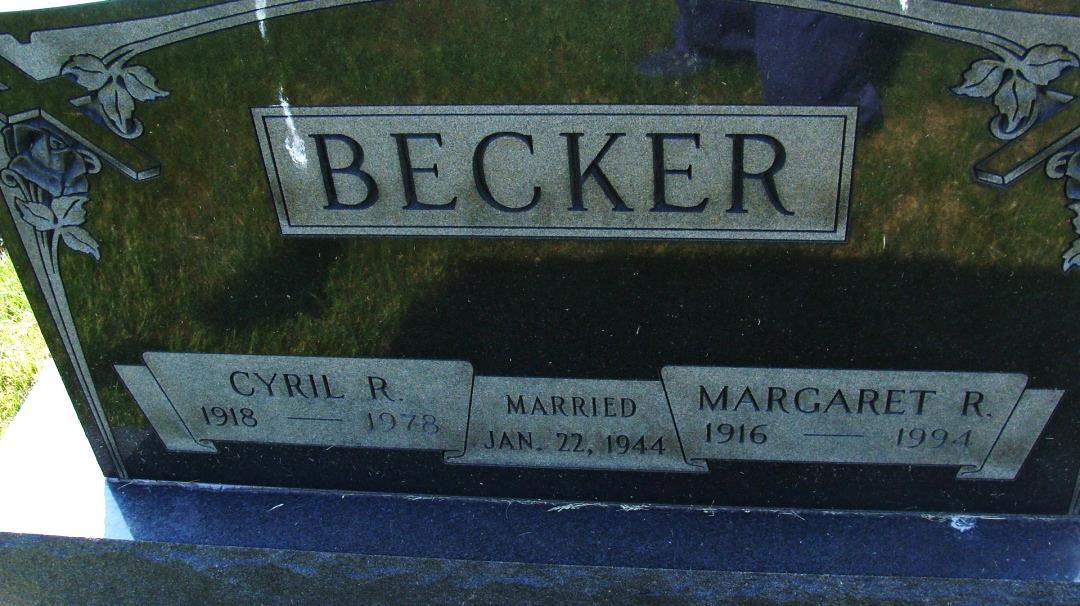 BECKER
CYRIL R.
1918 — 1978
MARRIED
JAN. 22, 1944
MARGARET R.
1916 — 1994